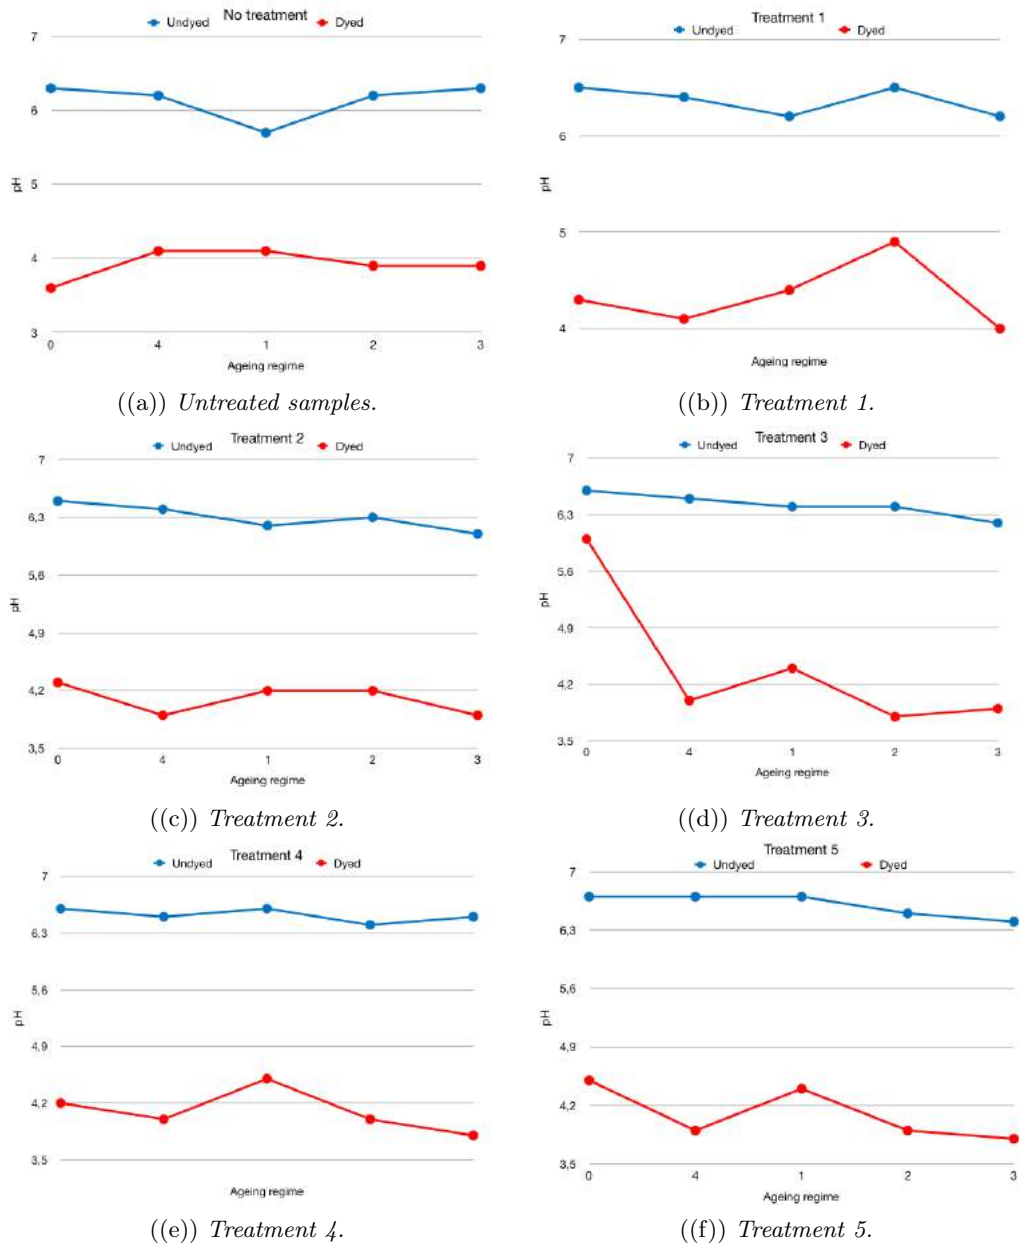 No treatment
Undyed Dyed
7
6
5
4
3
pH
0 4 1 2 3
Ageing regime
((a)) Untreated samples.
Treatment 1
Undyed Dyed
7
6
5
4
pH
Ageing regime
((b)) Treatment 1.
Treatment 2
Undyed Dyed
7
6,3
5,6
4,9
4,2
3,5
pH
0 4 1 2 3
Ageing regime
((c)) Treatment 2.
Treatment 3
Undyed Dyed
7
6,3
5,6
4,9
4,2
3,5
pH
0 4 1 2 3
Ageing regime
((d)) Treatment 3.
Treatment 4
Undyed Dyed
7
6,3
5,6
4,9
4,2
3,5
pH
Ageing regime
((e)) Treatment 4.
Treatment 5
Undyed Dyed
7
6,3
5,6
4,9
4,2
3,5
pH
0 4 1 2 3
Ageing regime
((f)) Treatment 5.